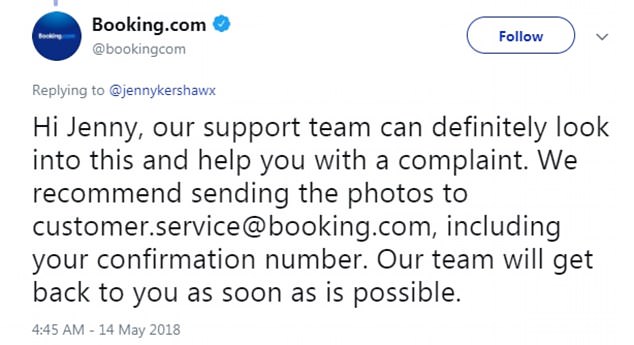 Booking.com
Booking.com
@bookingcom
Follow
Replying to @jennykershawx
Hi Jenny, our support team can definitely look
into this and help you with a complaint. We
recommend sending the photos to
customer.service@booking.com, including
your confirmation number. Our team will get
back to you as soon as is possible.
4:45 AM - 14 May 2018